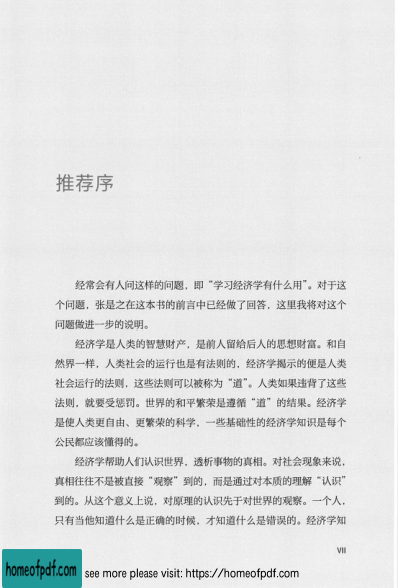 推荐序
经常会有人问这样的问题，即“学习经济学有什么用”。对于这
个问题，张是之在这本书的前言中已经做了回答，这里我将对这个
问题做进一步的说明。
经济学是人类的智慧财产，是前人留给后人的思想财富。和自
然界一样，人类社会的运行也是有法则的，经济学揭示的便是人类
社会运行的法则，这些法则可以被称为“道”。人类如果违背了这些
法则，就要受惩罚。世界的和平繁荣是遵循“道”的结果。经济学
是使人类更自由、更繁荣的科学，一些基础性的经济学知识是每个
公民都应该懂得的。
经济学帮助人们认识世界，透析事物的真相。对社会现象来说，
真相往往不是被直接“观察”到的，而是通过对本质的理解“认识”
到的。从这个意义上说，对原理的认识先于对世界的观察。一个人，
只有当他知道什么是正确的时候，才知道什么是错误的。经济学知
VII
homeofpdf.com
see more please visit: https://homeofpdf.com